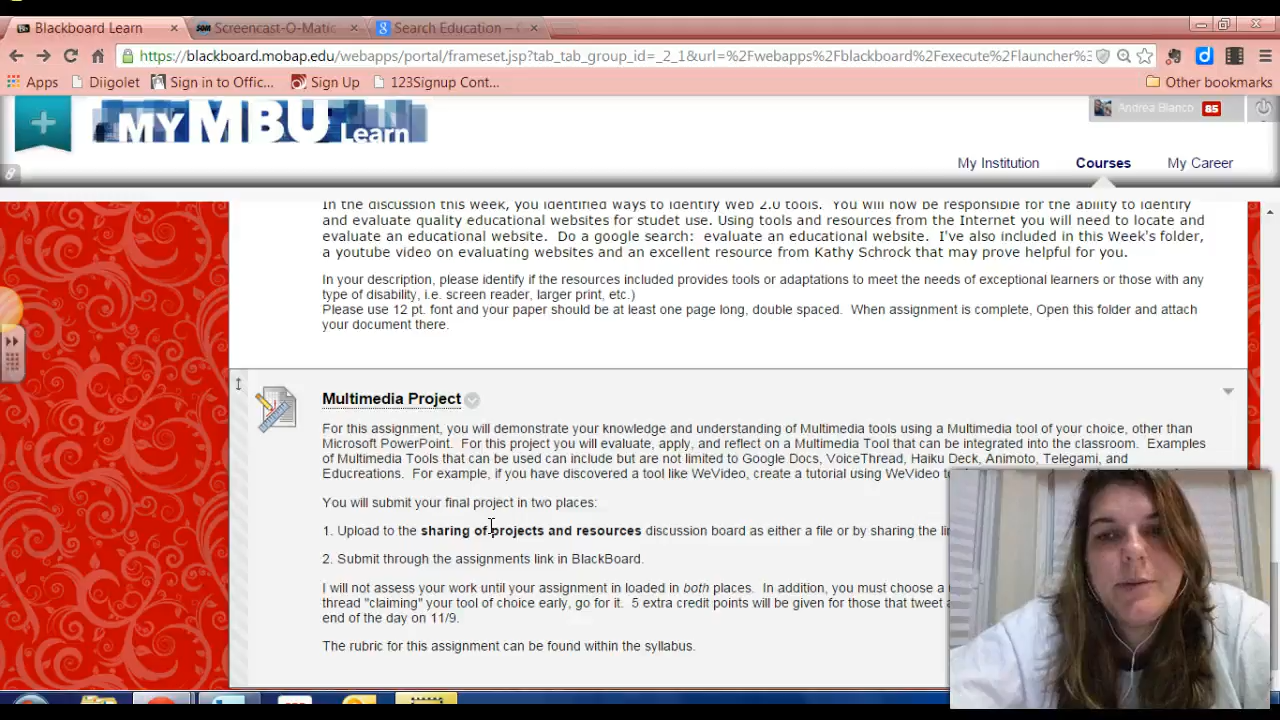 Blackboard Learn × Screencast-O-Matic × Search Education – × 
https://blackboard.mobap.edu/webapps/portal/frameset.jsp?tab_tab_group_id=_2_1&url=%2Fwebapps%2Fblackboard%2Fexecute%2Flauncher%
Apps Diigolet Sign in to Offic... Sign Up 123Signup Cont... Other bookmarks
MY MBU Learn
Andrea Blanco 85
My Institution Courses My Career
In the discussion this week, you identified ways to identify Web 2.0 tools. You will now be responsible for the ability to identify
and evaluate quality educational websites for studet use. Using tools and resources from the Internet you will need to locate and
evaluate an educational website. Do a google search: evaluate an educational website. I've also included in this Week's folder,
a youtube video on evaluating websites and an excellent resource from Kathy Schrock that may prove helpful for you.
In your description, please identify if the resources included provides tools or adaptations to meet the needs of exceptional learners or those with any
type of disability, i.e. screen reader, larger print, etc.)
Please use 12 pt. font and your paper should be at least one page long, double spaced. When assignment is complete, Open this folder and attach
your document there.
Multimedia Project
For this assignment, you will demonstrate your knowledge and understanding of Multimedia tools using a Multimedia tool of your choice, other than
Microsoft PowerPoint. For this project you will evaluate, apply, and reflect on a Multimedia Tool that can be integrated into the classroom. Examples
of Multimedia Tools that can be used can include but are not limited to Google Docs, VoiceThread, Haiku Deck, Animoto, Telegami, and
Educreations. For example, if you have discovered a tool like WeVideo, create a tutorial using WeVideo
You will submit your final project in two places:
1. Upload to the sharing of projects and resources discussion board as either a file or by sharing the
2. Submit through the assignments link in BlackBoard.
I will not assess your work until your assignment in loaded in both places. In addition, you must choose a
thread "claiming" your tool of choice early, go for it. 5 extra credit points will be given for those that tweet
end of the day on 11/9.
The rubric for this assignment can be found within the syllabus.